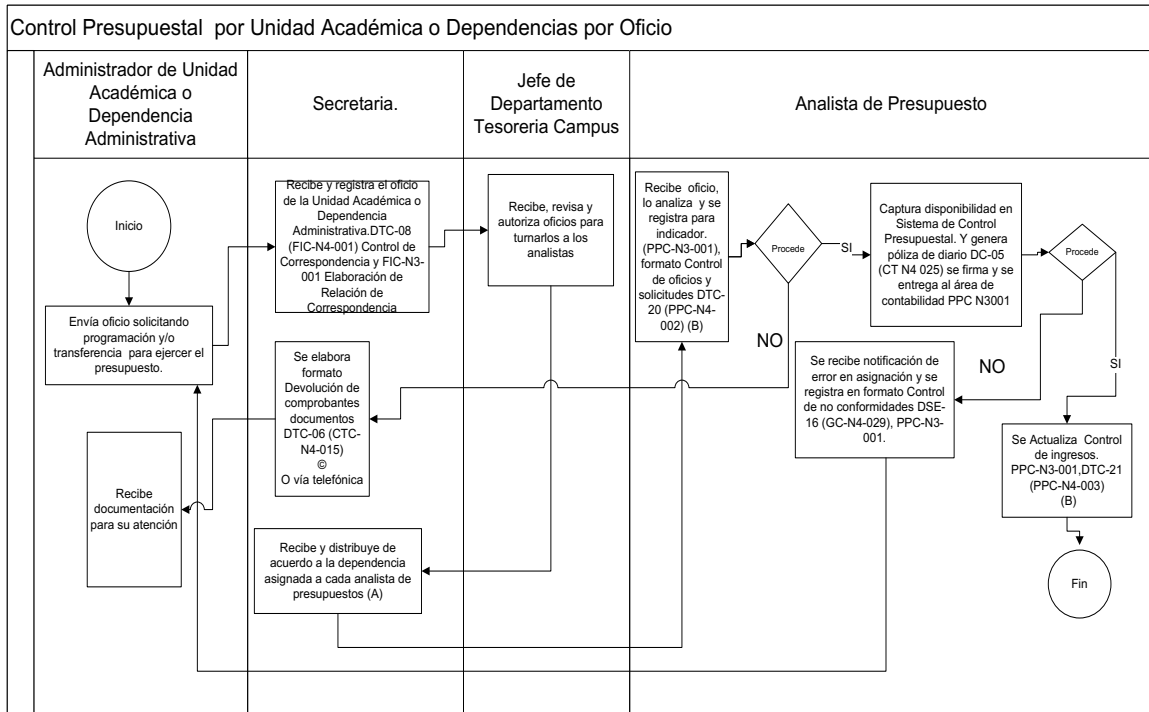 Control Presupuestal  por Unidad Académica o Dependencias por Oficio
Administrador de Unidad
Académica o
Dependencia
Administrativa
Secretaria.
Jefe de
Departamento
Tesoreria Campus
Analista de Presupuesto
Inicio
Envía oficio solicitando
programación y/o
transferencia  para ejercer el
presupuesto.
Recibe y registra el oficio
de la Unidad Académica o
Dependencia
Administrativa.DTC-08
(FIC-N4-001) Control de
Correspondencia y FIC-N3-
001 Elaboración de
Relación de
Correspondencia
Recibe, revisa y
autoriza oficios para
turnarlos a los
analistas
Recibe  oficio,
lo analiza  y se
registra para
indicador.
(PPC-N3-001),
formato Control
de oficios y
solicitudes DTC-
20 (PPC-N4-
002) (B)
Procede
SI
NO
Captura disponibilidad en
Sistema de Control
Presupuestal. Y genera
póliza de diario DC-05
(CT N4 025) se firma y se
entrega al área de
contabilidad PPC N3001
Procede
NO
SI
Se recibe notificación de
error en asignación y se
registra en formato Control
de no conformidades DSE-
16 (GC-N4-029), PPC-N3-
001.
Se elabora
formato
Devolución de
comprobantes
documentos
DTC-06 (CTC-
N4-015)
©
O vía telefónica
Recibe
documentación
para su atención
Recibe y distribuye de
acuerdo a la dependencia
asignada a cada analista de
presupuestos (A)
Se Actualiza  Control
de ingresos.
PPC-N3-001,DTC-21
(PPC-N4-003)
(B)
Fin